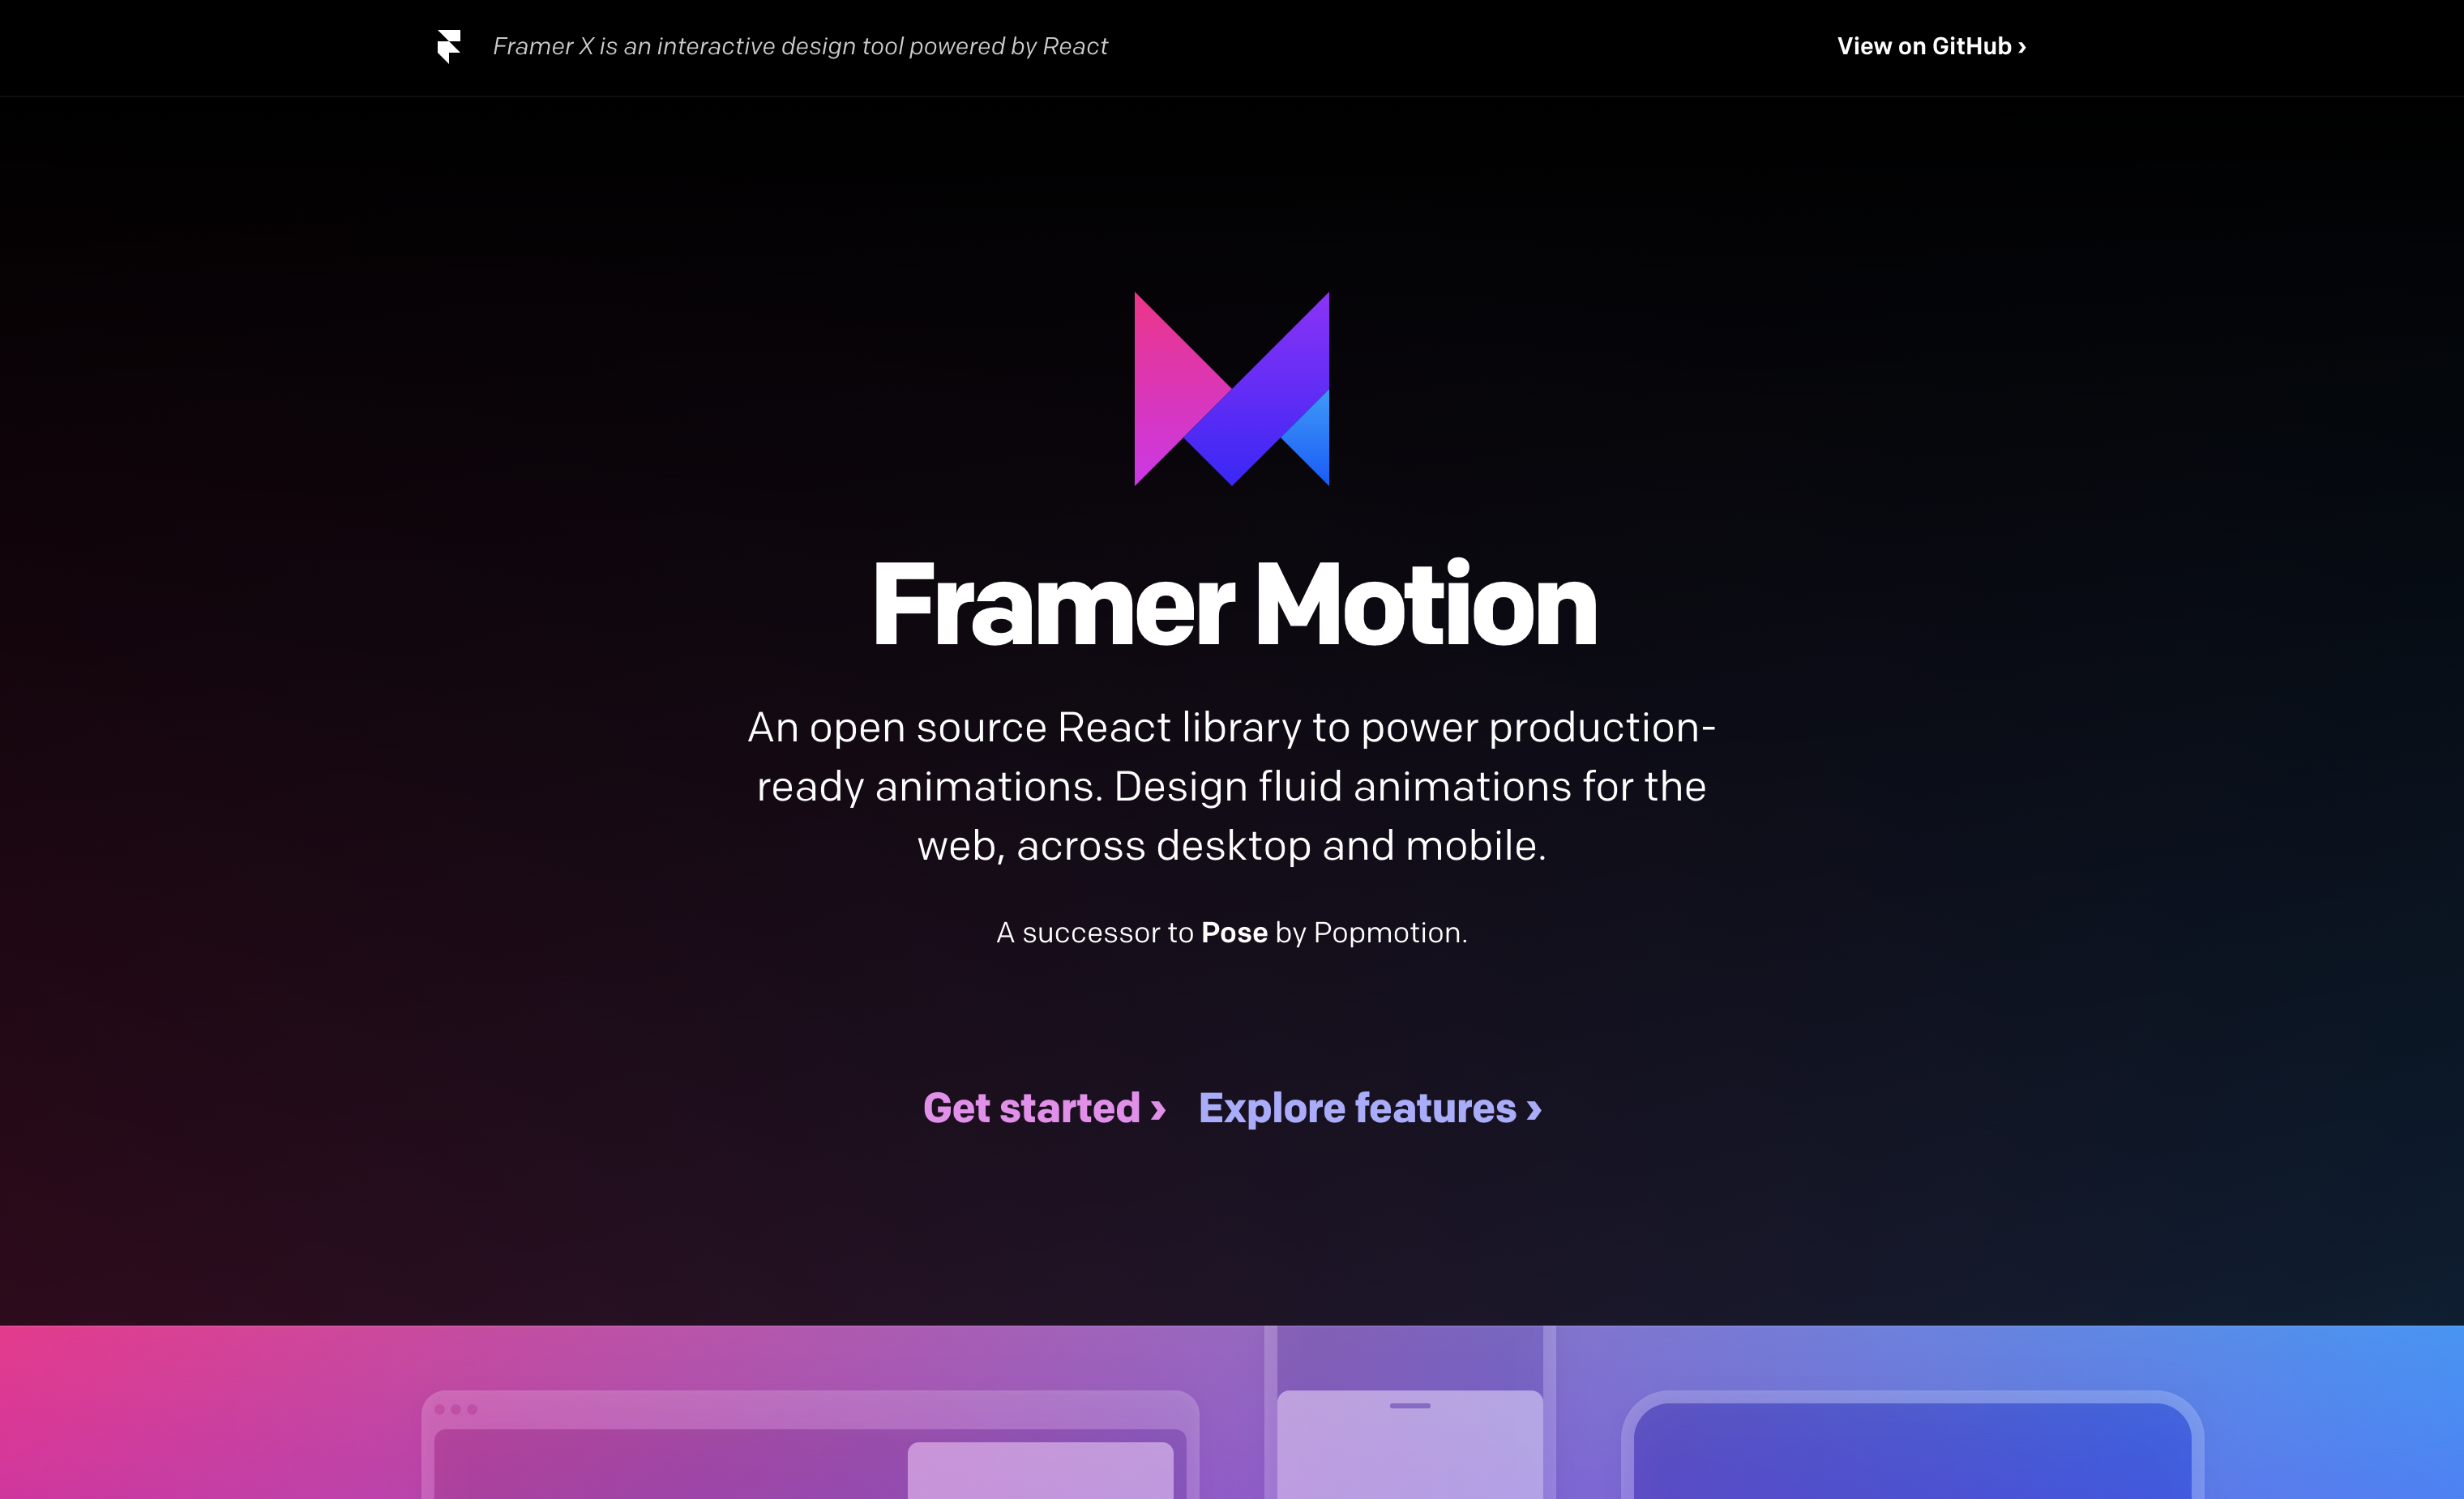 Framer X is an interactive design tool powered by React
View on GitHub ›
Framer Motion
An open source React library to power production-
ready animations. Design fluid animations for the
web, across desktop and mobile.
A successor to Pose by Popmotion.
Get started › Explore features ›